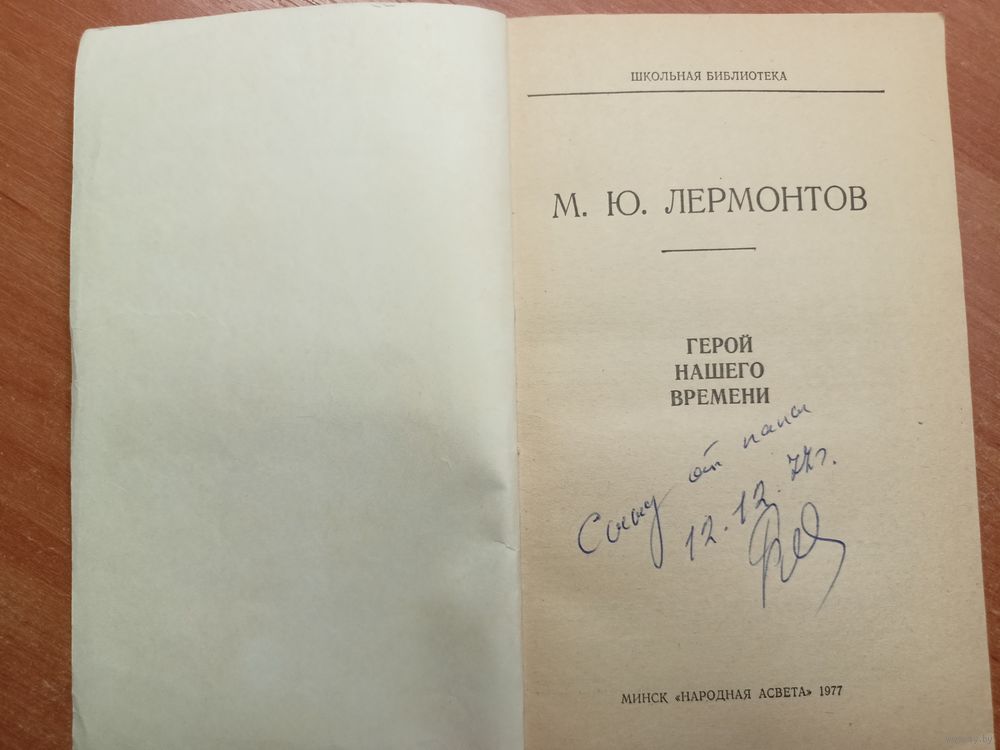 ШКОЛЬНАЯ БИБЛИОТЕКА
М. Ю. ЛЕРМОНТОВ
ГЕРОЙ
НАШЕГО
ВРЕМЕНИ
Сыну от папы
12.12.77г.
МИНСК «НАРОДНАЯ АСВЕТА» 1977